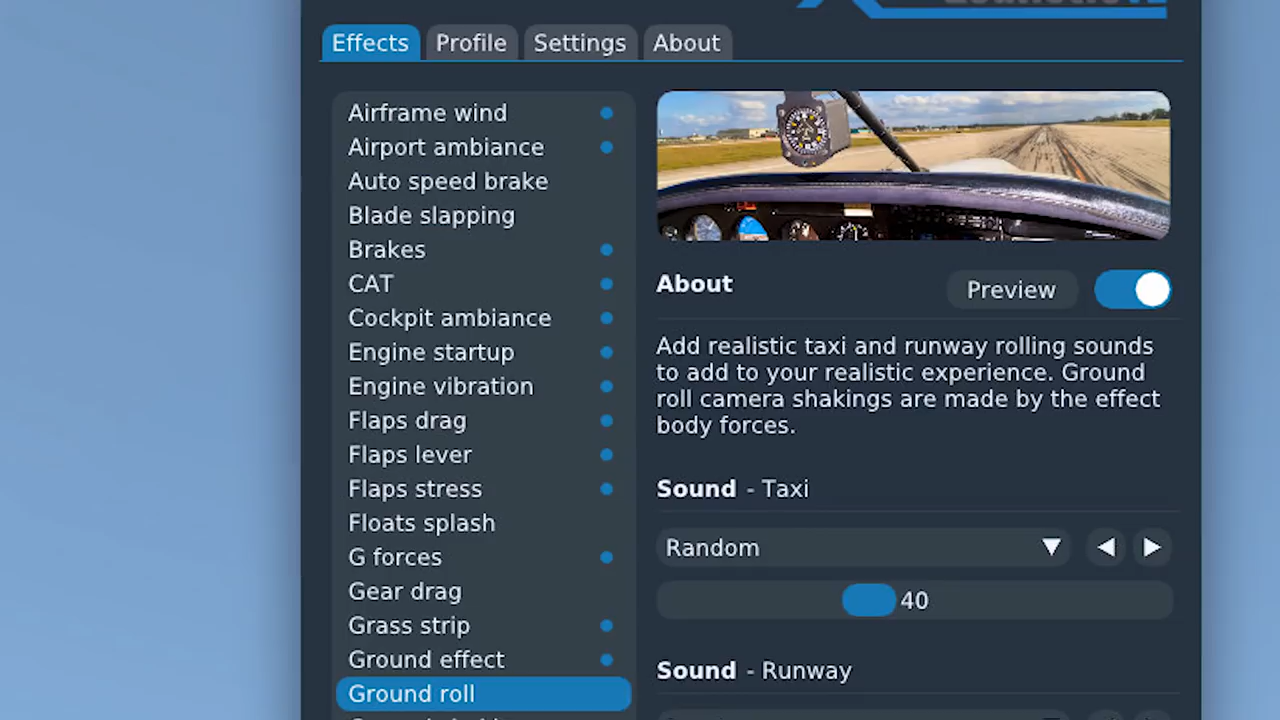 Effects
Profile
Settings
About
Airframe wind
Airport ambiance
Auto speed brake
Blade slapping
Brakes
CAT
Cockpit ambiance
Engine startup
Engine vibration
Flaps drag
Flaps lever
Flaps stress
Floats splash
G forces
Gear drag
Grass strip
Ground effect
Ground roll
About
Preview
Add realistic taxi and runway rolling sounds
to add to your realistic experience. Ground
roll camera shakings are made by the effect
body forces.
Sound - Taxi
Random
40
Sound - Runway